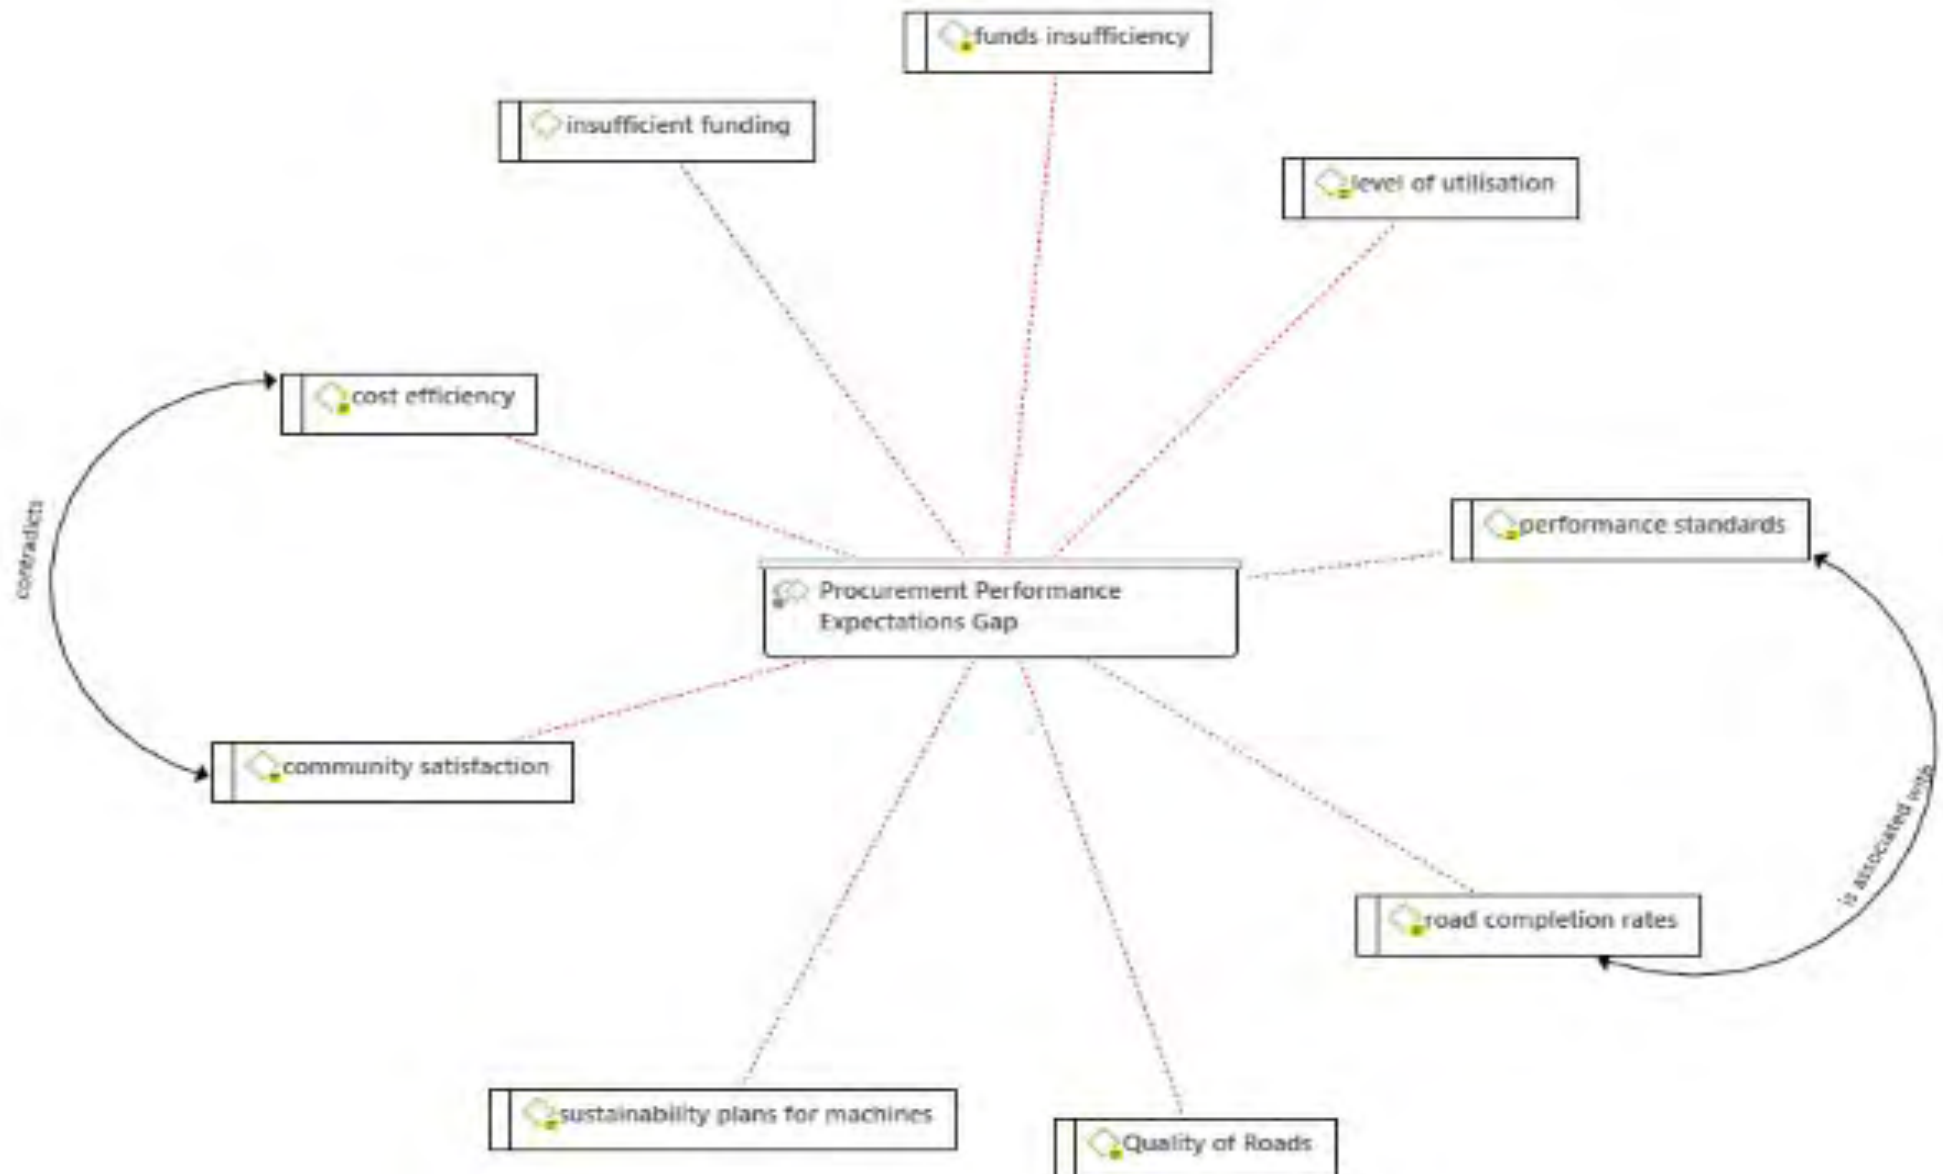 funds insufficiency
insufficient funding
level of utilisation
cost efficiency
contradicts
performance standards
Procurement Performance
Expectations Gap
community satisfaction
is associated with
road completion rates
sustainability plans for machines
Quality of Roads